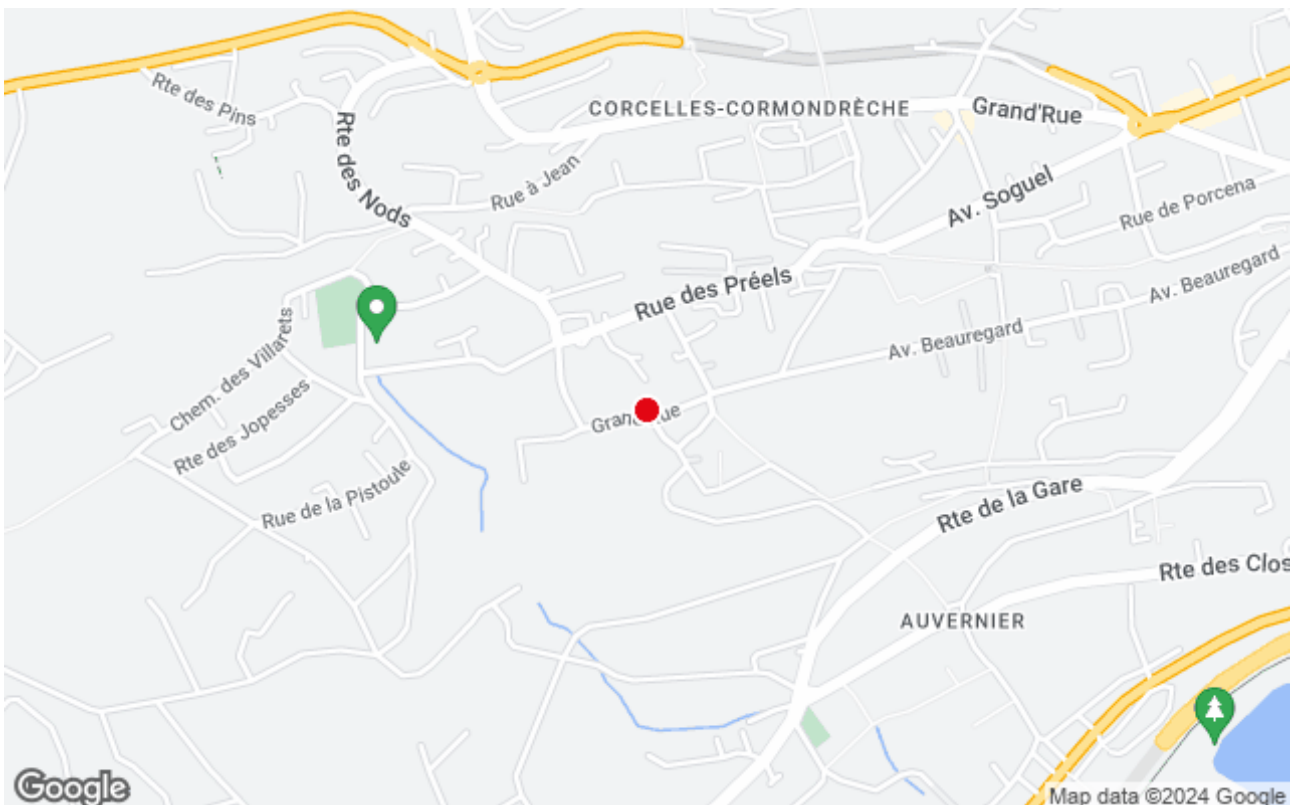 Rte des Pins
CORCELLES-CORMONDRÈCHE
Grand'Rue
Rte des Nods
Rue à Jean
Av. Soguel
Rue de Porcena
Rue des Préels
Av. Beauregard
Av. Beauregard
Chem. des Villarets
Rte des Jopesses
Rue de la Pistoule
Rte de la Gare
Rte des Clos
AUVERNIER
Google
Map data ©2024 Google